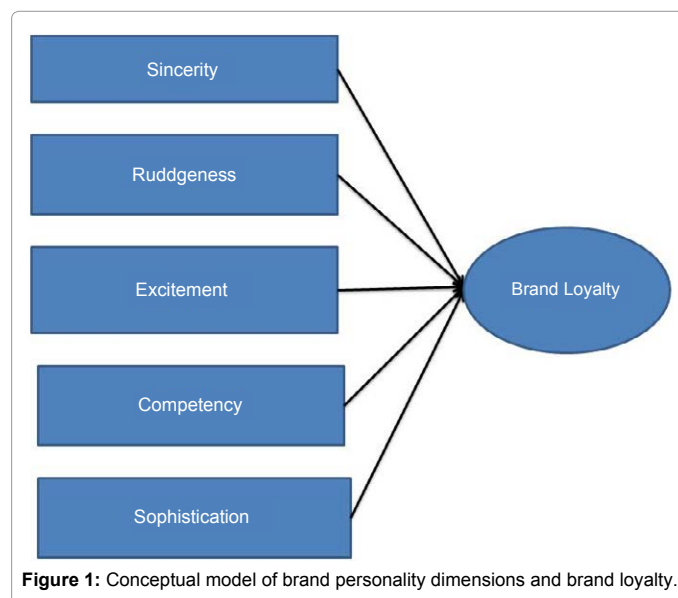 Sincerity
Ruddgeness
Excitement
Brand Loyalty
Competency
Sophistication
Figure 1: Conceptual model of brand personality dimensions and brand loyalty.